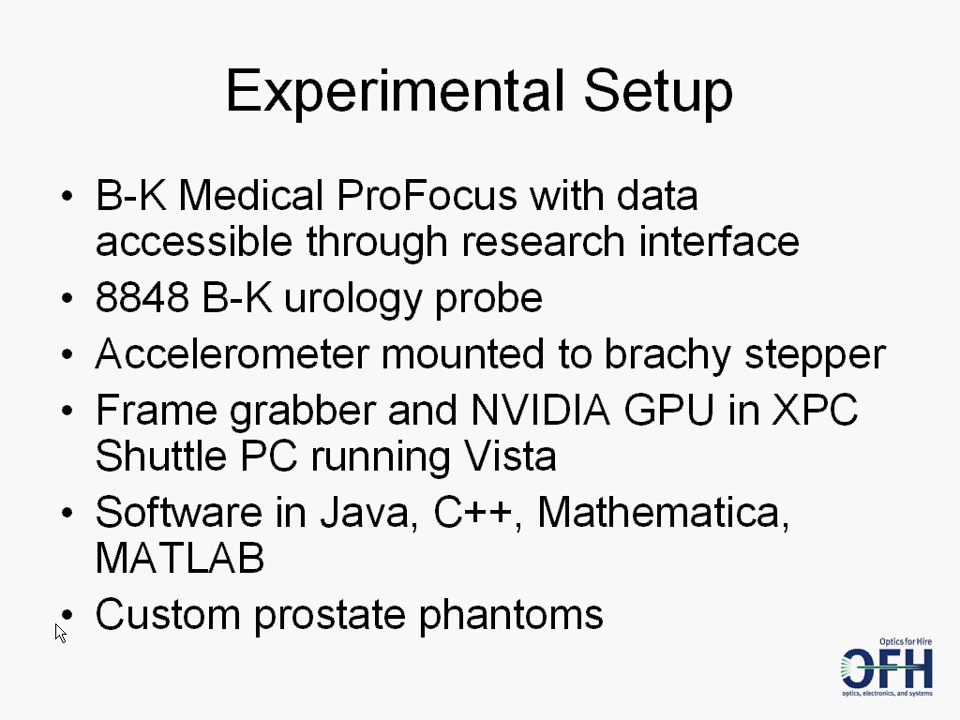 Experimental Setup
• B-K Medical ProFocus with data
accessible through research interface
• 8848 B-K urology probe
• Accelerometer mounted to brachy stepper
• Frame grabber and NVIDIA GPU in XPC
Shuttle PC running Vista
• Software in Java, C++, Mathematica,
MATLAB
• Custom prostate phantoms
Optics for Hire
OFH
optics, electronics, and systems